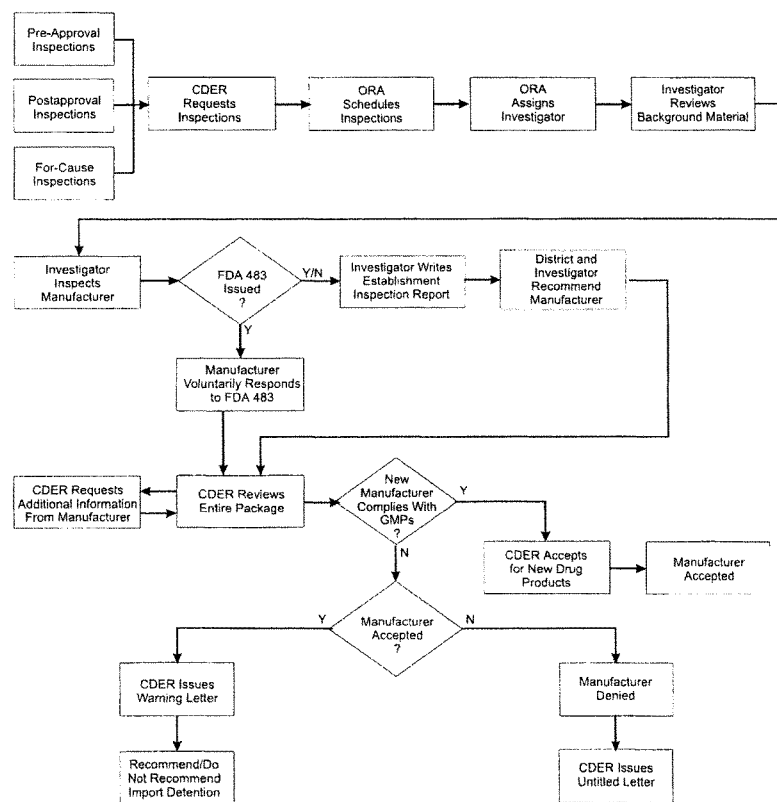 Pre-Approval
Inspections
Postapproval
Inspections
For-Cause
Inspections
CDER
Requests
Inspections
ORA
Schedules
Inspections
ORA
Assigns
Investigator
Investigator
Reviews
Background Material
Investigator
Inspects
Manufacturer
FDA 483
Issued
?
Y/N
Y
Investigator Writes
Establishment
Inspection Report
District and
Investigator
Recommend
Manufacturer
Manufacturer
Voluntarily Responds
to FDA 483
CDER Requests
Additional Information
From Manufacturer
CDER Reviews
Entire Package
New
Manufacturer
Complies With
GMPs
?
Y
N
CDER Accepts
for New Drug
Products
Manufacturer
Accepted
Manufacturer
Accepted
?
Y
N
CDER Issues
Warning Letter
Manufacturer
Denied
Recommend/Do
Not Recommend
Import Detention
CDER Issues
Untitled Letter